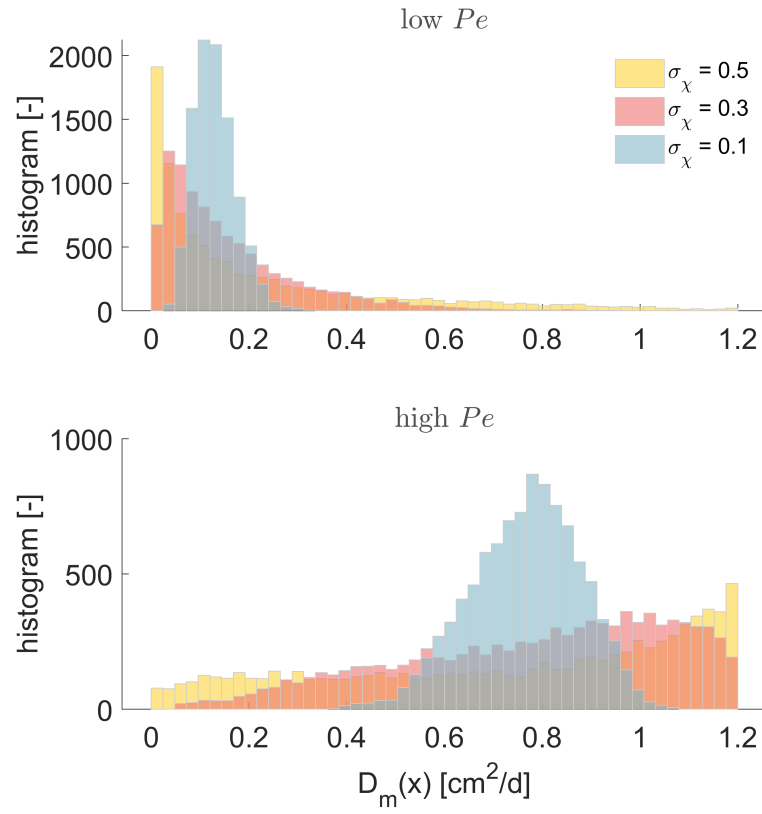 low Pe
2000
1500
1000
500
0
histogram [-]
σχ = 0.5
σχ = 0.3
σχ = 0.1
0 0.2 0.4 0.6 0.8 1 1.2
high Pe
1000
500
0
histogram [-]
0 0.2 0.4 0.6 0.8 1 1.2
Dm(x) [cm²/d]